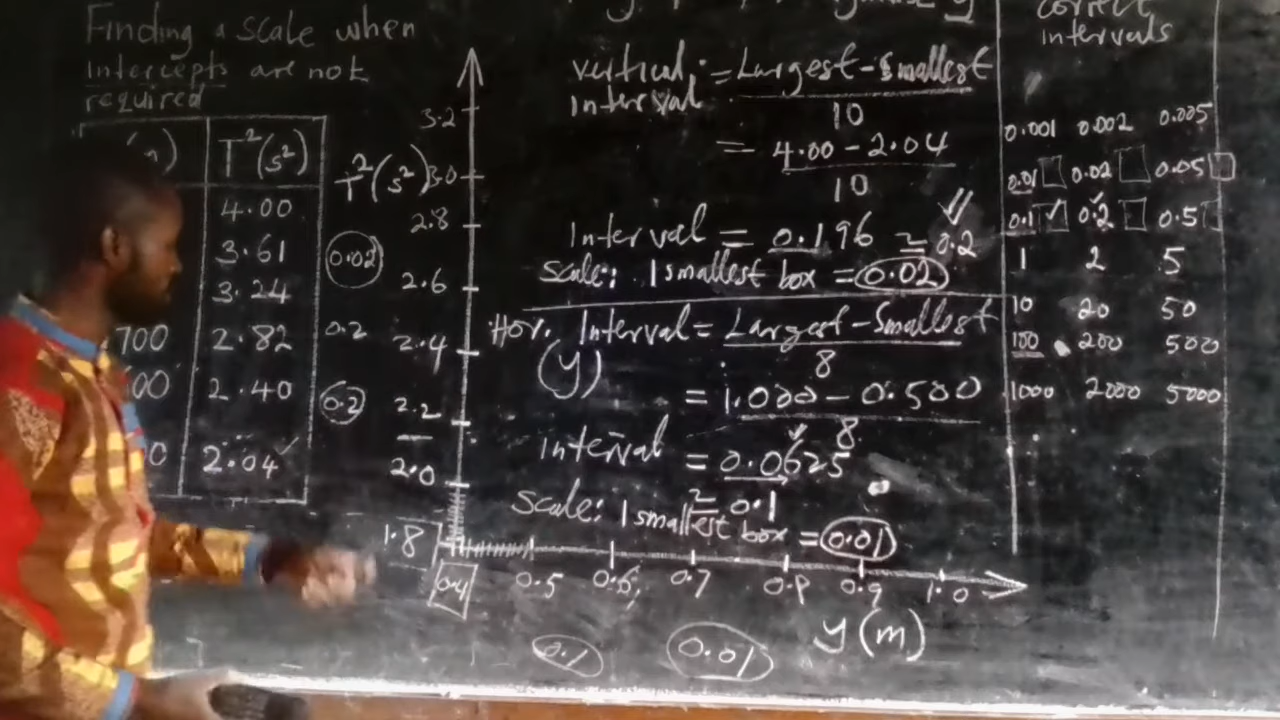 Finding a scale when
intercepts are not
required
T²(s²)
4.00
3.61
3.24
700 2.82
2.40
2.04
T²(s²)
0.02
0.2
0.2
3.2
3.0
2.8
2.6
2.4
2.2
2.0
1.8
0.4 0.5 0.6 0.7 0.8 0.9 1.0
y(m)
0.1 0.01
vertical = Largest - Smallest
interval 10
= 4.00 - 2.04
10
Interval = 0.196 ≃ 0.2
scale: 1 smallest box = 0.02
Hor. Interval = Largest - Smallest
(y) 8
= 1.000 - 0.500
8
interval = 0.0625
≃ 0.1
scale: 1 smallest box = 0.01
correct
intervals
0.001 0.002 0.005
0.01 0.02 0.05
0.1 0.2 0.5
1 2 5
10 20 50
100 200 500
1000 2000 5000